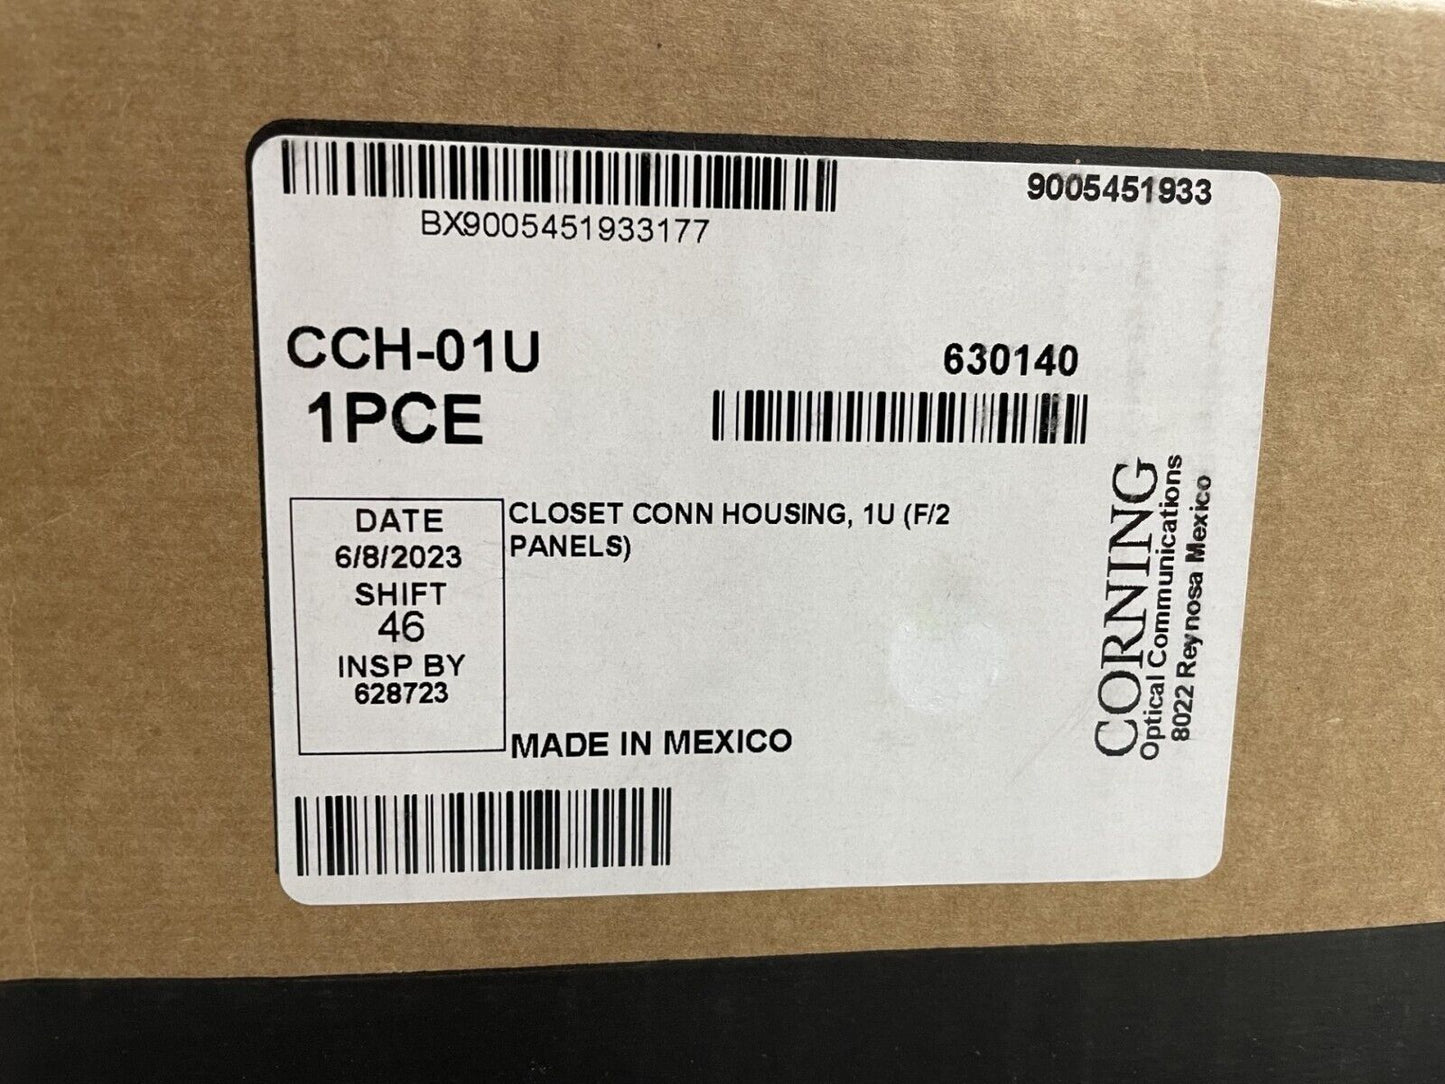 BX9005451933177
9005451933
CCH-01U
1PCE
630140
DATE
6/8/2023
SHIFT
46
INSP BY
628723
CLOSET CONN HOUSING, 1U (F/2
PANELS)
MADE IN MEXICO
CORNING
Optical Communications
8022 Reynosa Mexico